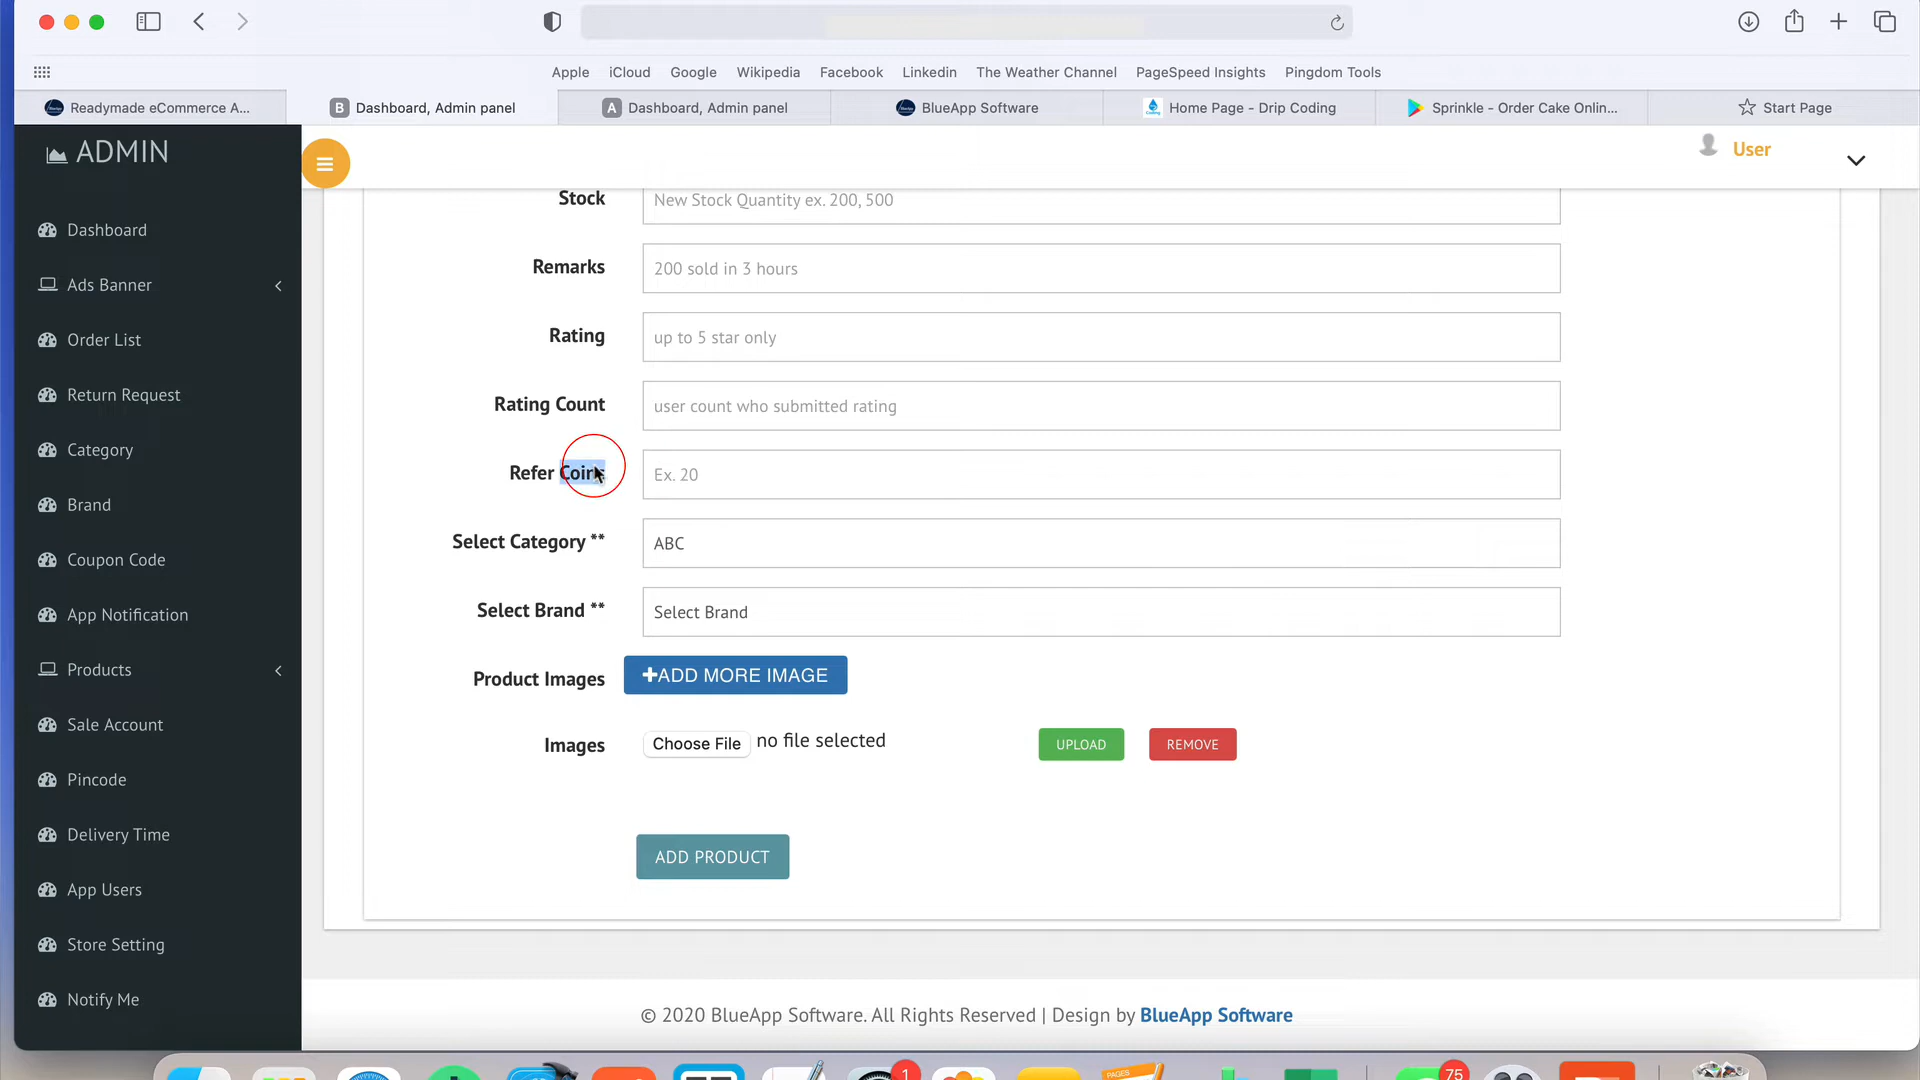 Apple iCloud Google Wikipedia Facebook Linkedin The Weather Channel PageSpeed Insights Pingdom Tools
Readymade eCommerce A... B Dashboard, Admin panel A Dashboard, Admin panel BlueApp Software Home Page - Drip Coding Sprinkle - Order Cake Onlin... Start Page
ADMIN
User
Dashboard
Ads Banner
Order List
Return Request
Category
Brand
Coupon Code
App Notification
Products
Sale Account
Pincode
Delivery Time
App Users
Store Setting
Notify Me
Stock New Stock Quantity ex. 200, 500
Remarks 200 sold in 3 hours
Rating up to 5 star only
Rating Count user count who submitted rating
Refer Coins Ex. 20
Select Category ** ABC
Select Brand ** Select Brand
Product Images +ADD MORE IMAGE
Images Choose File no file selected UPLOAD REMOVE
ADD PRODUCT
© 2020 BlueApp Software. All Rights Reserved | Design by BlueApp Software
1 PAGES 75